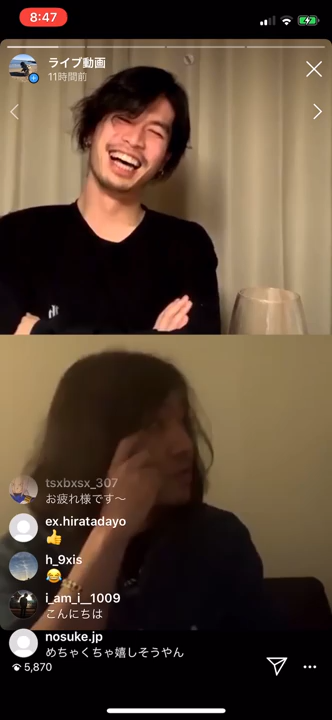 8:47
ライブ動画
11時間前
tsxbxsx_307
お疲れ様です〜
ex.hiratadayo
👍
h_9xis
😂
i_am_i__1009
こんにちは
nosuke.jp
めちゃくちゃ嬉しそうやん
5,870